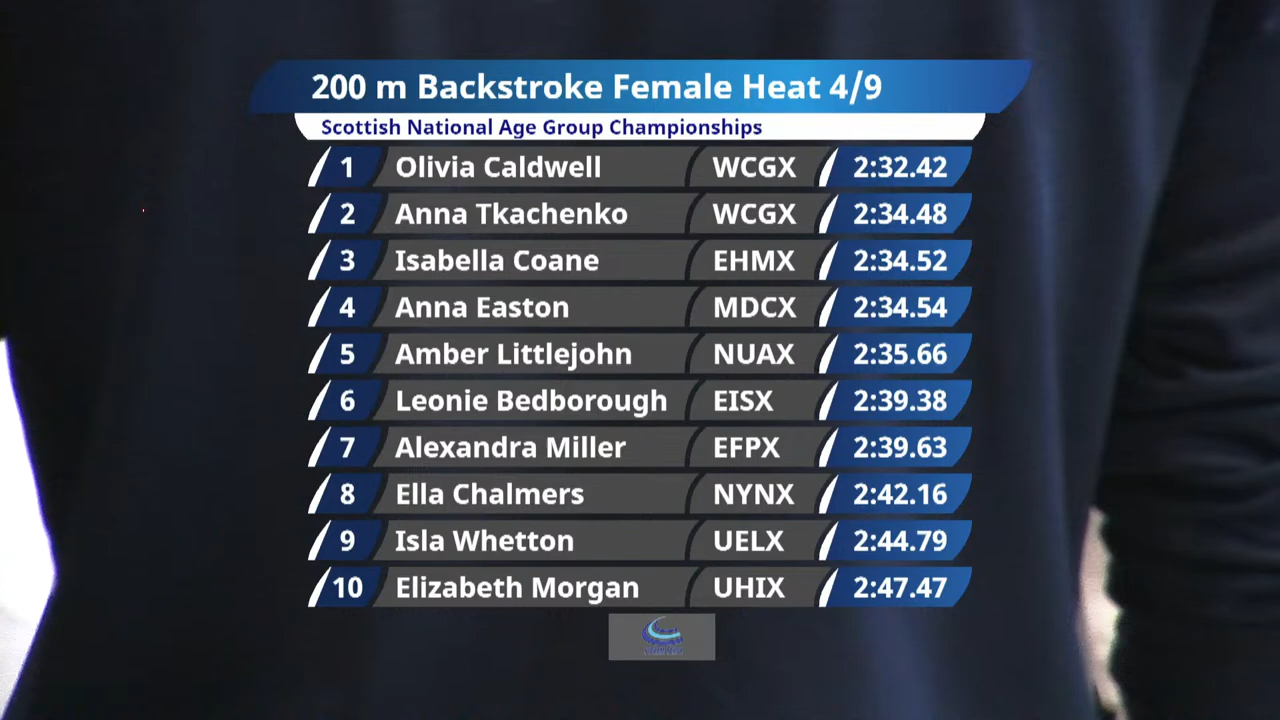 200 m Backstroke Female Heat 4/9
Scottish National Age Group Championships
1 Olivia Caldwell WCGX 2:32.42
2 Anna Tkachenko WCGX 2:34.48
3 Isabella Coane EHMX 2:34.52
4 Anna Easton MDCX 2:34.54
5 Amber Littlejohn NUAX 2:35.66
6 Leonie Bedborough EISX 2:39.38
7 Alexandra Miller EFPX 2:39.63
8 Ella Chalmers NYNX 2:42.16
9 Isla Whetton UELX 2:44.79
10 Elizabeth Morgan UHIX 2:47.47